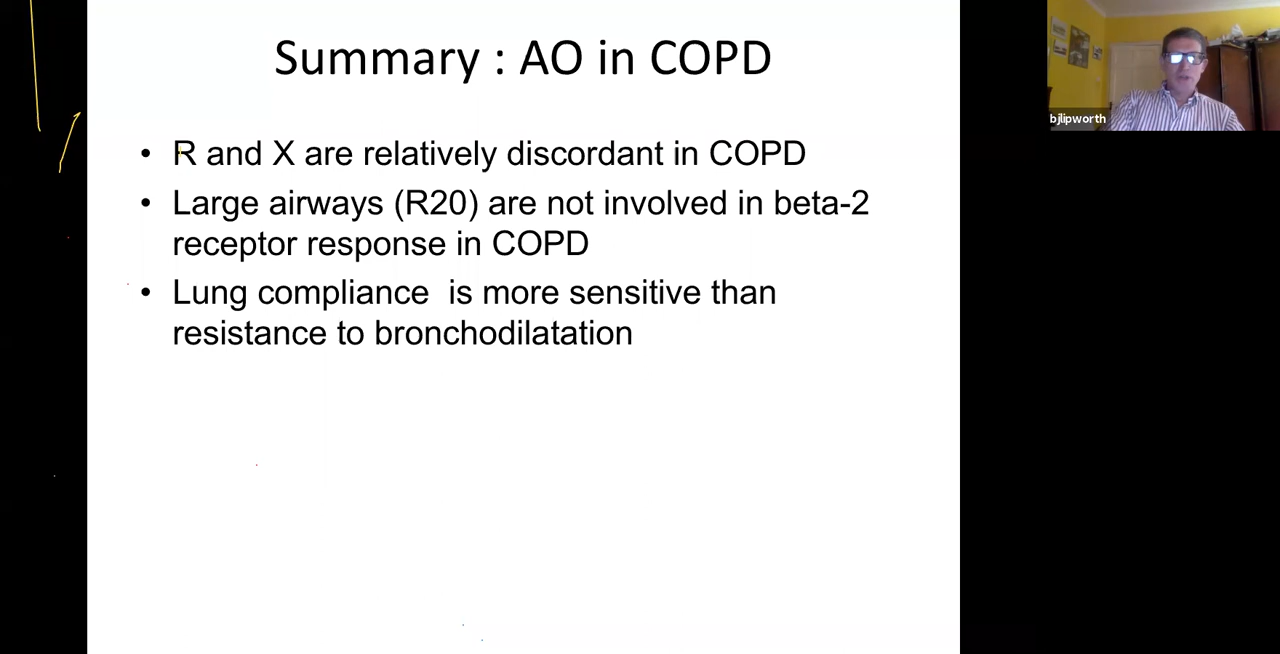 Summary : AO in COPD
bjlipworth
• R and X are relatively discordant in COPD
• Large airways (R20) are not involved in beta-2
receptor response in COPD
• Lung compliance  is more sensitive than
resistance to bronchodilatation